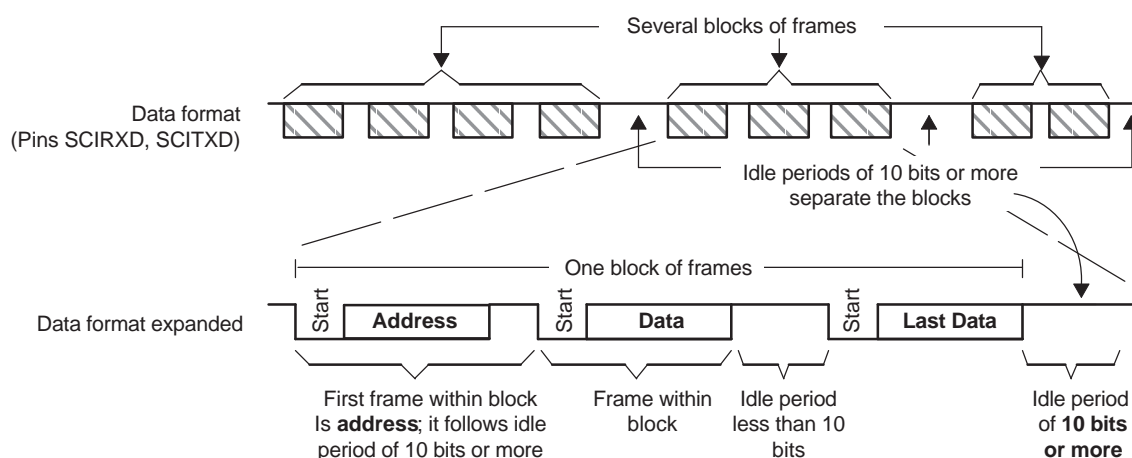 Several blocks of frames
Data format
(Pins SCIRXD, SCITXD)
Idle periods of 10 bits or more
separate the blocks
One block of frames
Data format expanded
Start
Address
Start
Data
Start
Last Data
First frame within block
Is address; it follows idle
period of 10 bits or more
Frame within
block
Idle period
less than 10
bits
Idle period
of 10 bits
or more